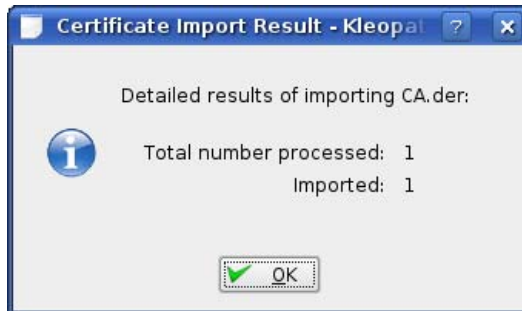 Certificate Import Result - Kleopat
Detailed results of importing CA.der:
Total number processed: 1
Imported: 1
OK